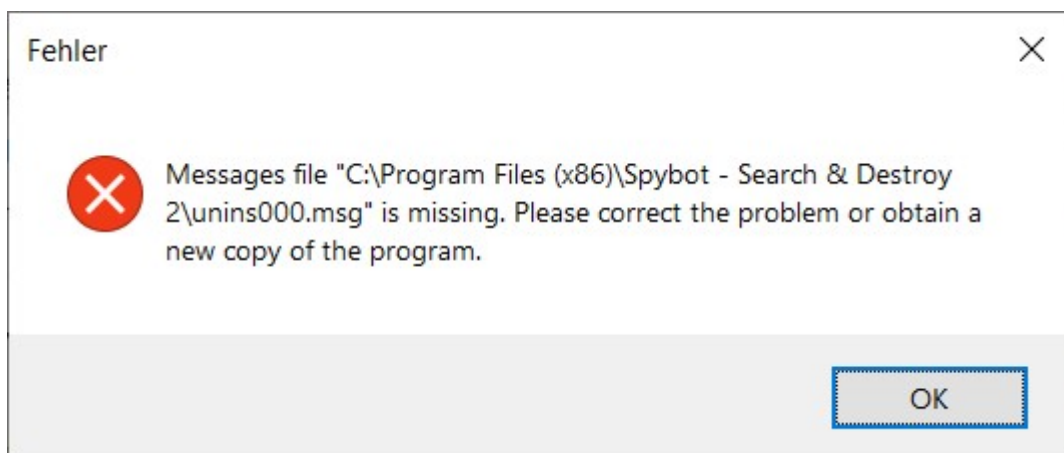 Fehler
Messages file "C:\Program Files (x86)\Spybot - Search & Destroy
2\unins000.msg" is missing. Please correct the problem or obtain a
new copy of the program.
OK